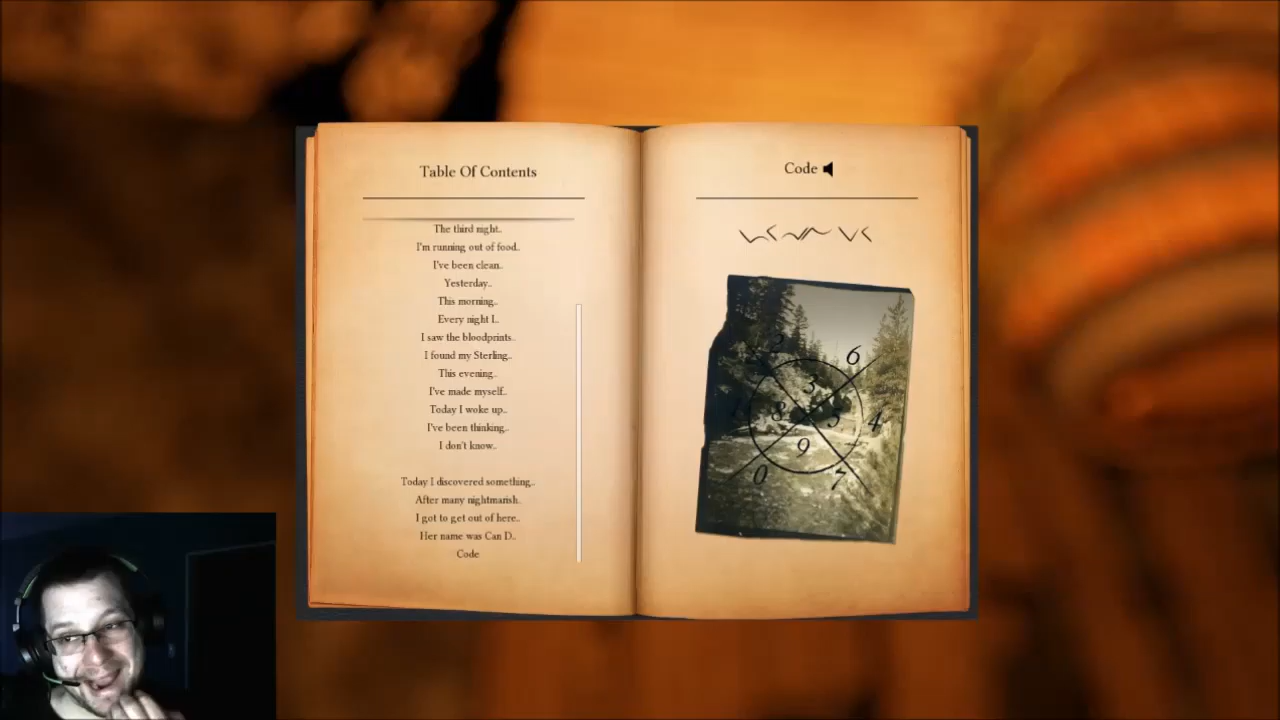 Table Of Contents
The third night..
I'm running out of food..
I've been clean..
Yesterday..
This morning..
Every night I..
I saw the bloodprints..
I found my Sterling..
This evening..
I've made myself..
Today I woke up..
I've been thinking..
I don't know..
Today I discovered something..
After many nightmarish..
I got to get out of here..
Her name was Can D..
Code
Code
2
6
3
1
8
5
4
9
0
7